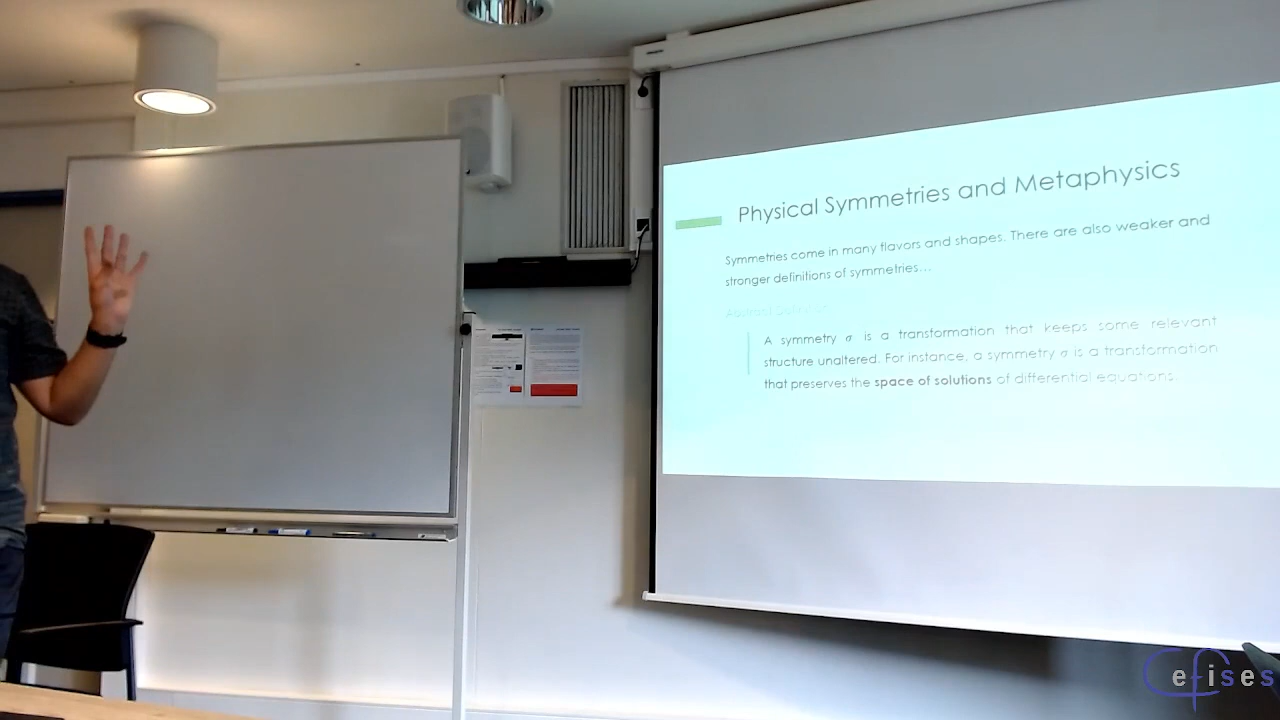 Physical Symmetries and Metaphysics
Symmetries come in many flavors and shapes. There are also weaker and
stronger definitions of symmetries...
A symmetry σ is a transformation that keeps some relevant
structure unaltered. For instance, a symmetry σ is a transformation
that preserves the space of solutions of differential equations.
Cefises